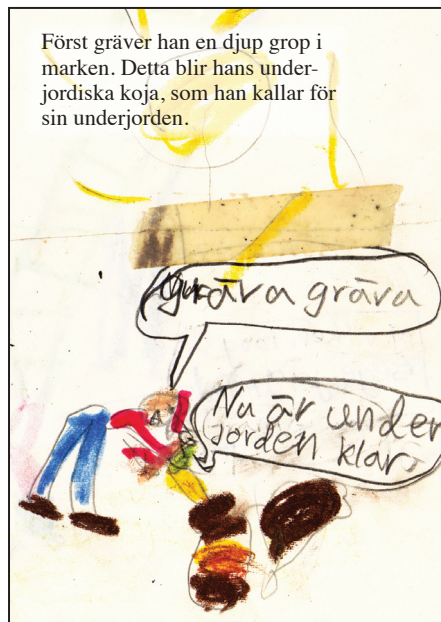 Först gräver han en djup grop i
marken. Detta blir hans under-
jordiska koja, som han kallar för
sin underjorden.
gräva gräva
Nu är under
jorden klar